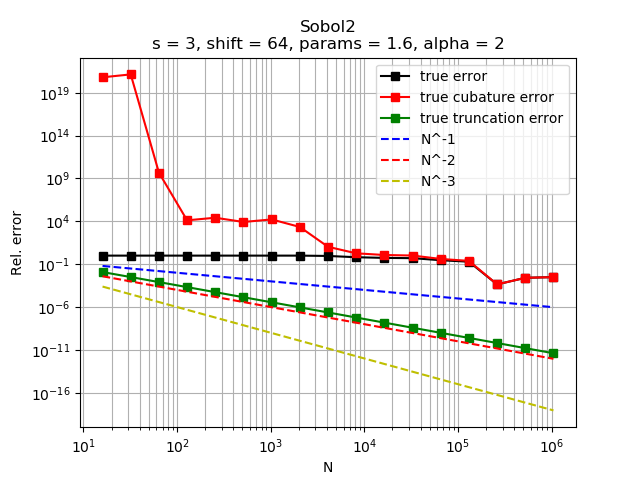 Sobol2
s = 3, shift = 64, params = 1.6, alpha = 2
true error
true cubature error
true truncation error
N^-1
N^-2
N^-3
Rel. error
10^19
10^14
10^9
10^4
10^-1
10^-6
10^-11
10^-16
10^1 10^2 10^3 10^4 10^5 10^6
N